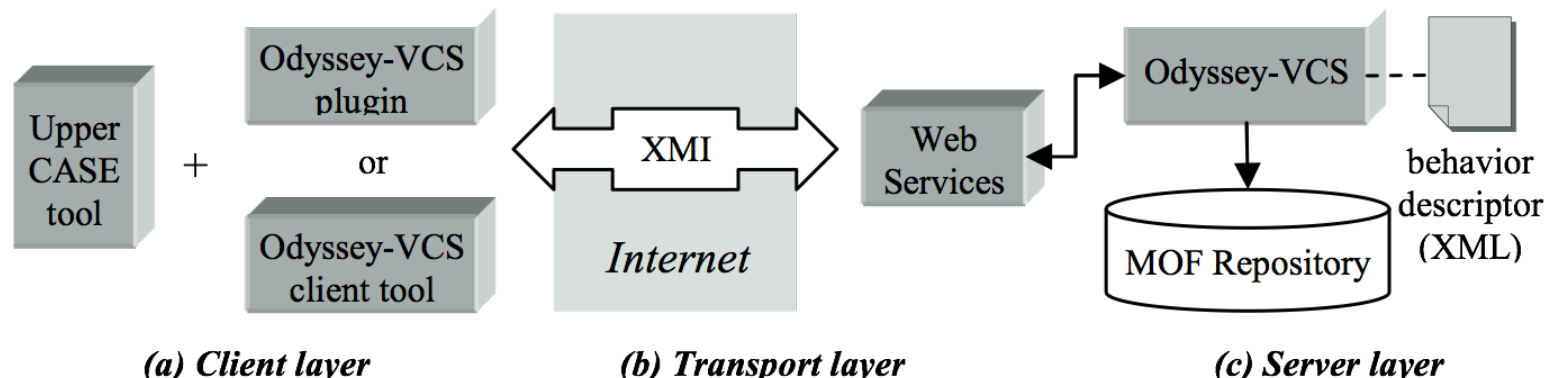 Upper
CASE
tool
+
Odyssey-VCS
plugin
or
Odyssey-VCS
client tool
XMI
Internet
Web
Services
Odyssey-VCS
MOF Repository
behavior
descriptor
(XML)
(a) Client layer
(b) Transport layer
(c) Server layer